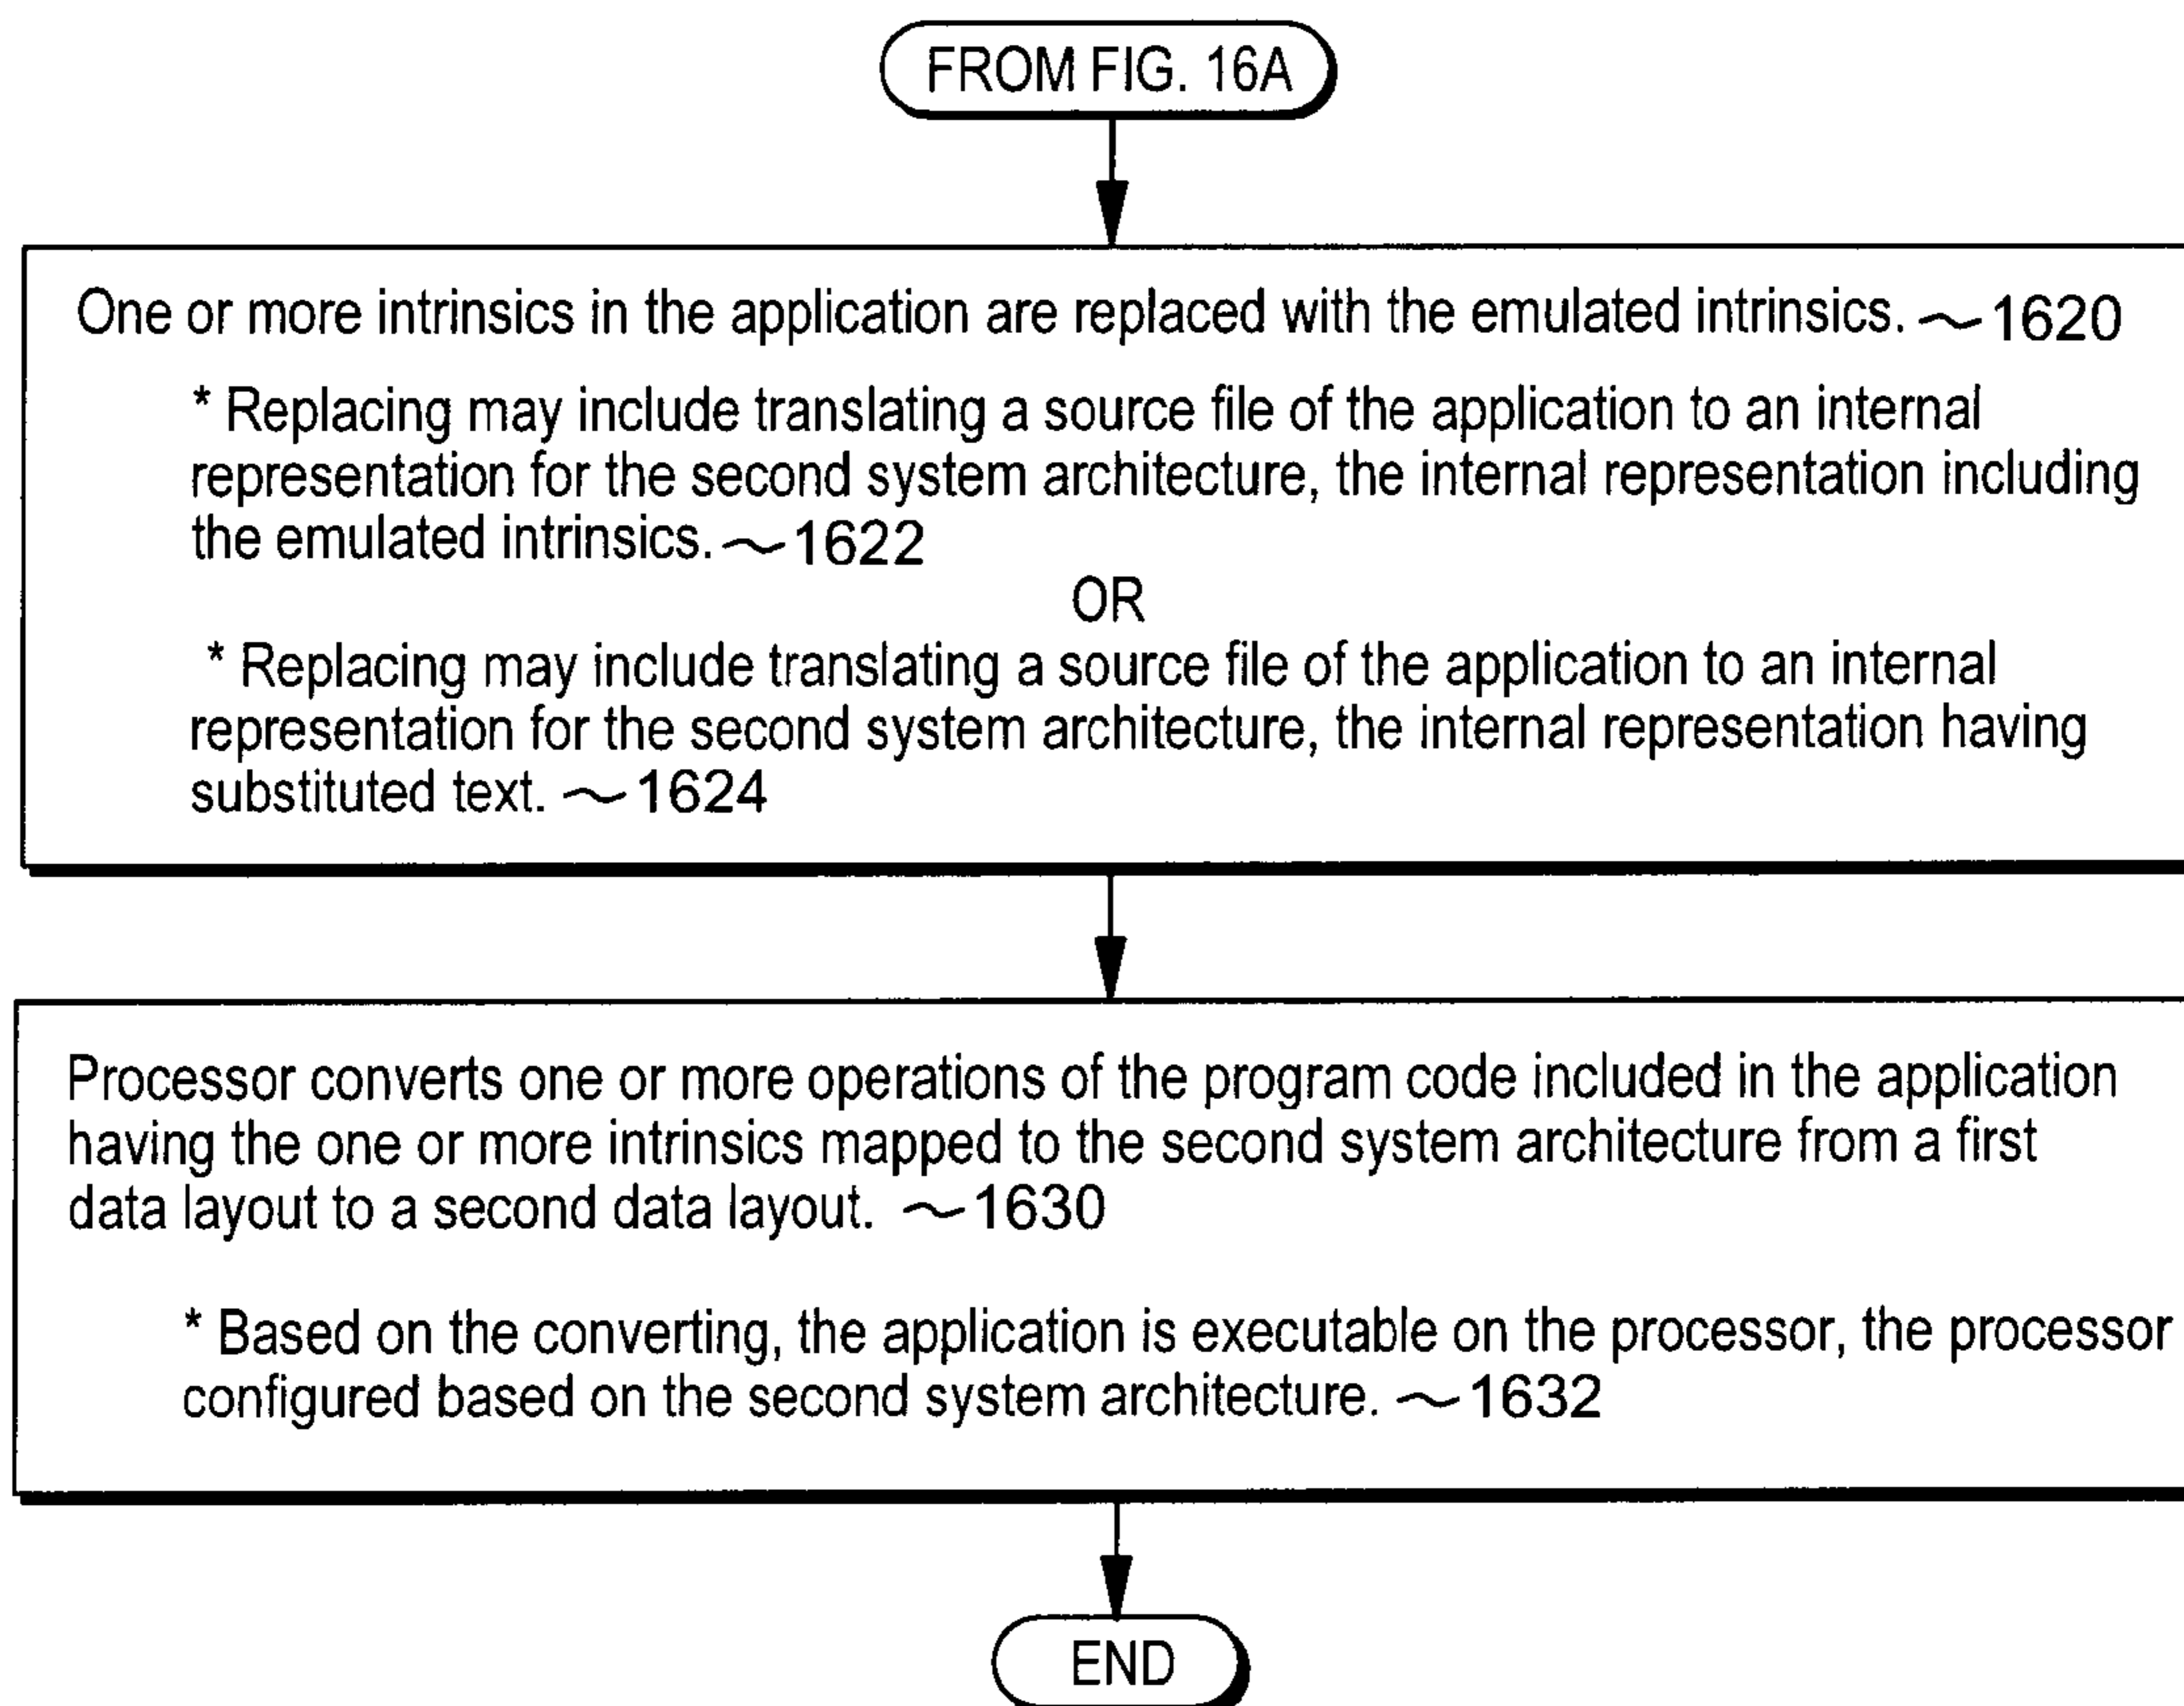 FROM FIG. 16A
One or more intrinsics in the application are replaced with the emulated intrinsics. ~1620
* Replacing may include translating a source file of the application to an internal
representation for the second system architecture, the internal representation including
the emulated intrinsics. ~1622
OR
* Replacing may include translating a source file of the application to an internal
representation for the second system architecture, the internal representation having
substituted text. ~1624
Processor converts one or more operations of the program code included in the application
having the one or more intrinsics mapped to the second system architecture from a first
data layout to a second data layout. ~1630
* Based on the converting, the application is executable on the processor, the processor
configured based on the second system architecture. ~1632
END